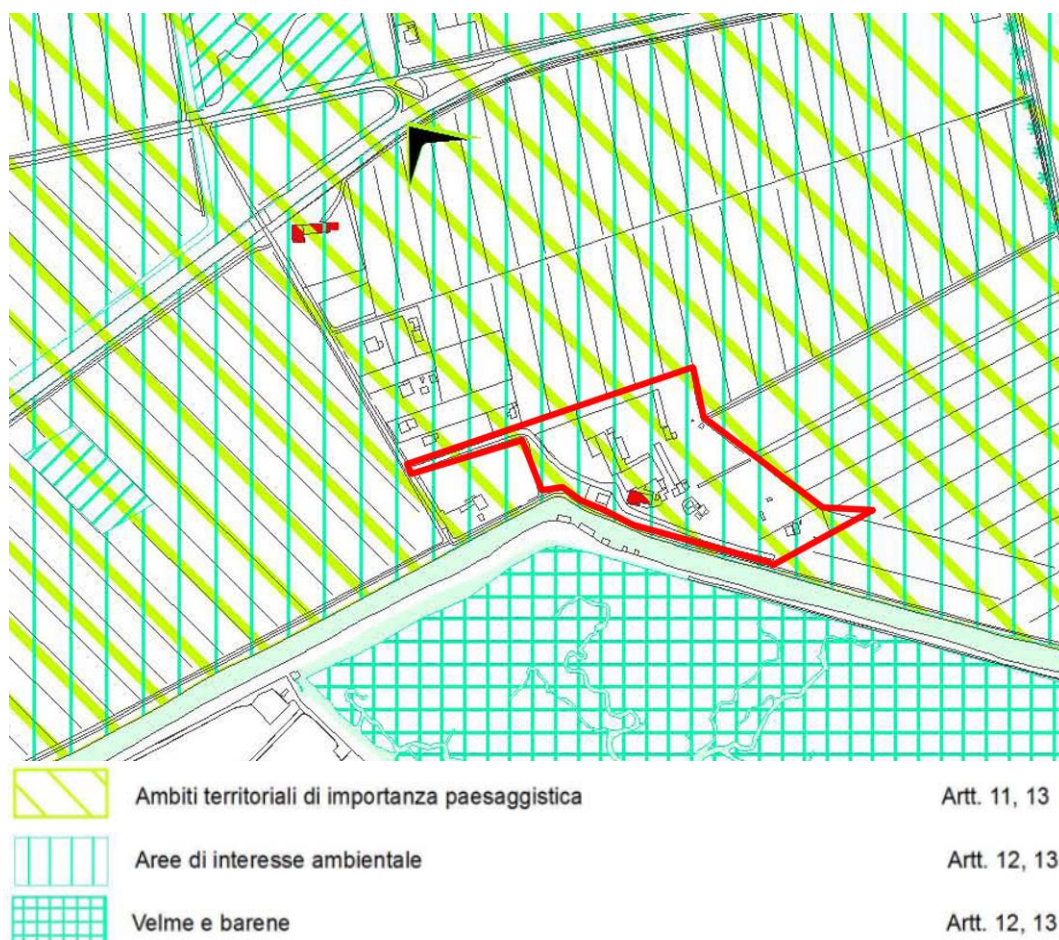 Ambiti territoriali di importanza paesaggistica Artt. 11, 13
Aree di interesse ambientale Artt. 12, 13
Velme e barene Artt. 12, 13